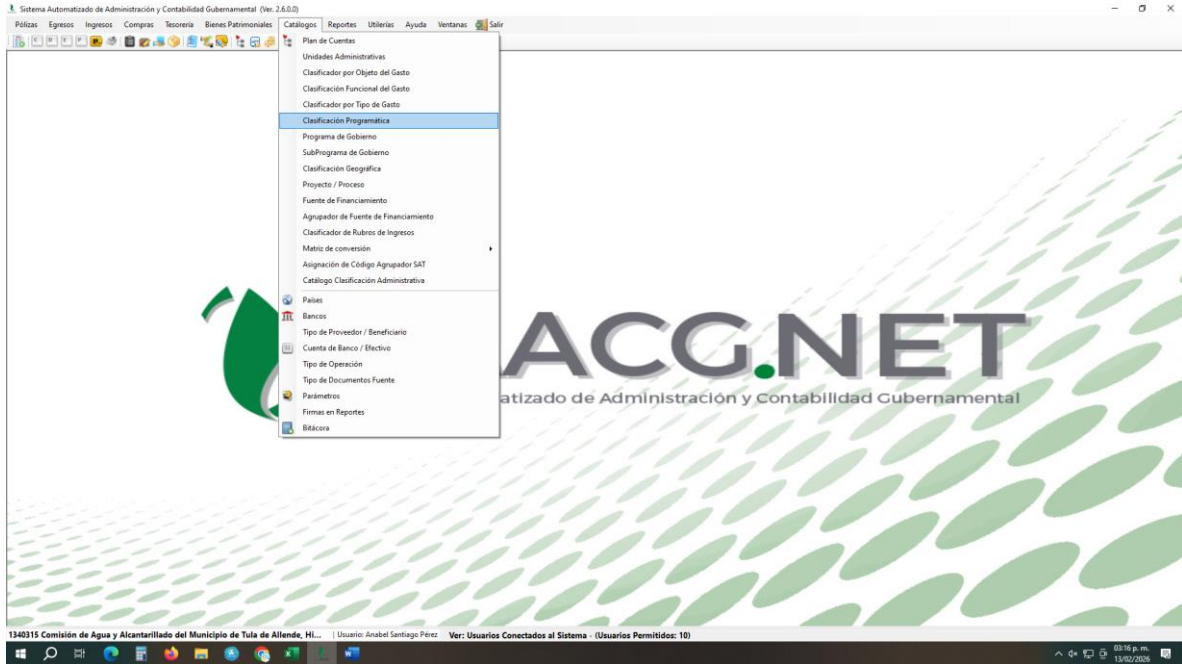 Sistema Automatizado de Administración y Contabilidad Gubernamental (Ver. 2.6.0.0)
Pólizas Egresos Ingresos Compras Tesorería Bienes Patrimoniales Catálogos Reportes Utilerías Ayuda Ventanas Salir
Plan de Cuentas
Unidades Administrativas
Clasificador por Objeto del Gasto
Clasificación Funcional del Gasto
Clasificador por Tipo de Gasto
Clasificación Programática
Programa de Gobierno
SubPrograma de Gobierno
Clasificación Geográfica
Proyecto / Proceso
Fuente de Financiamiento
Agrupador de Fuente de Financiamiento
Clasificador de Rubros de Ingresos
Matriz de conversión
Asignación de Código Agrupador SAT
Catálogo Clasificación Administrativa
Países
Bancos
Tipo de Proveedor / Beneficiario
Cuenta de Banco / Efectivo
Tipo de Operación
Tipo de Documentos Fuente
Parámetros
Firmas en Reportes
Bitácora
ACG.NET
atizado de Administración y Contabilidad Gubernamental
1340315 Comisión de Agua y Alcantarillado del Municipio de Tula de Allende, Hi... | Usuario: Anabel Santiago Pérez Ver: Usuarios Conectados al Sistema - (Usuarios Permitidos: 10)
03:16 p. m.
13/02/2026